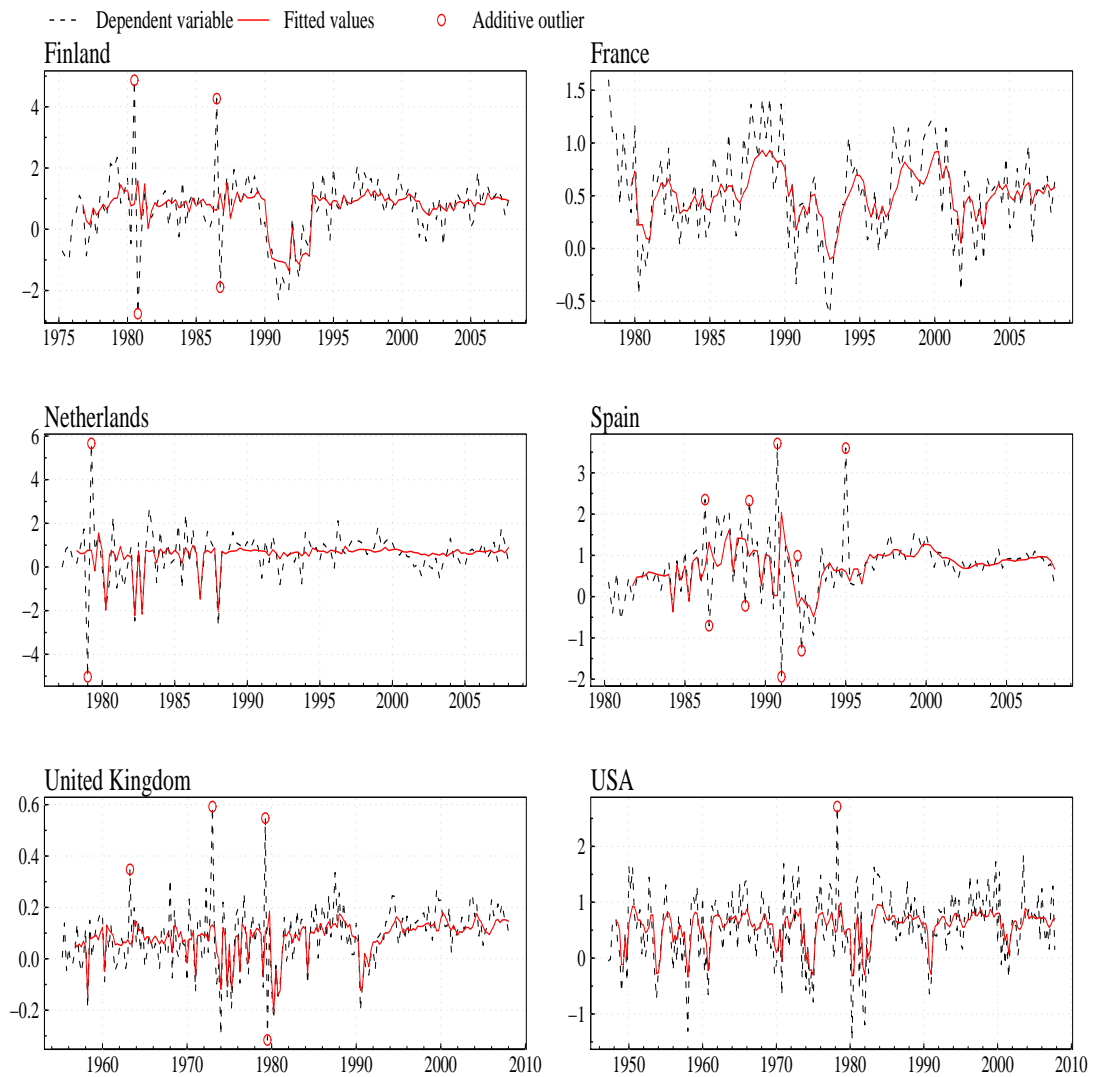 Dependent variable Fitted values Additive outlier
Finland
4
2
0
−2
1975 1980 1985 1990 1995 2000 2005
France
1.5
1.0
0.5
0.0
−0.5
1980 1985 1990 1995 2000 2005
Netherlands
6
4
2
0
−2
−4
1980 1985 1990 1995 2000 2005
Spain
3
2
1
0
−1
−2
1980 1985 1990 1995 2000 2005
United Kingdom
0.6
0.4
0.2
0.0
−0.2
1960 1970 1980 1990 2000 2010
USA
2
1
0
−1
1950 1960 1970 1980 1990 2000 2010